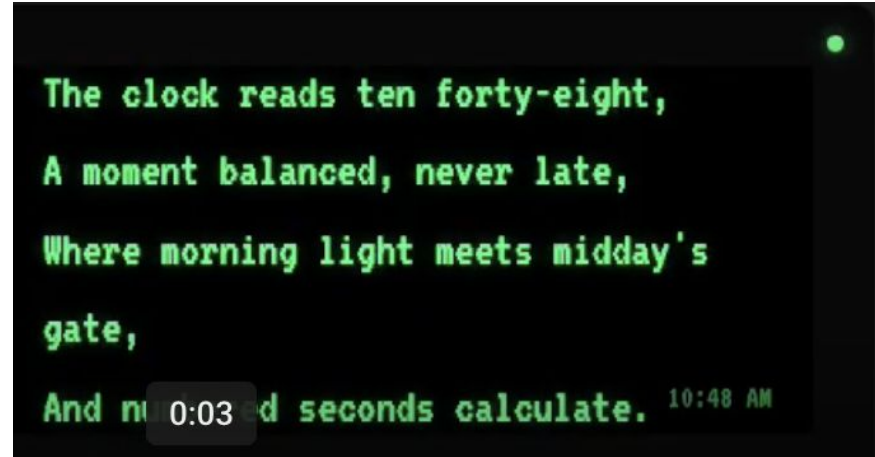 The clock reads ten forty-eight,
A moment balanced, never late,
Where morning light meets midday's
gate,
And seconds calculate. 10:48 AM
0:03